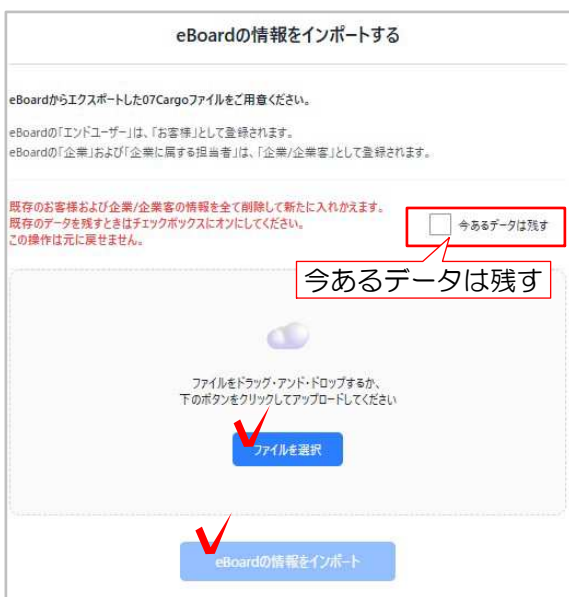 eBoardの情報をインポートする
eBoardからエクスポートした07Cargoファイルをご用意ください。
eBoardの「エンドユーザー」は、「お客様」として登録されます。
eBoardの「企業」および「企業に属する担当者」は、「企業/企業客」として登録されます。
既存のお客様および企業/企業客の情報を全て削除して新たに入れかえます。
既存のデータを残すときはチェックボックスにオンにしてください。
この操作は元に戻せません。
今あるデータは残す
今あるデータは残す
ファイルをドラッグ・アンド・ドロップするか、
下のボタンをクリックしてアップロードしてください
ファイルを選択
eBoardの情報をインポート